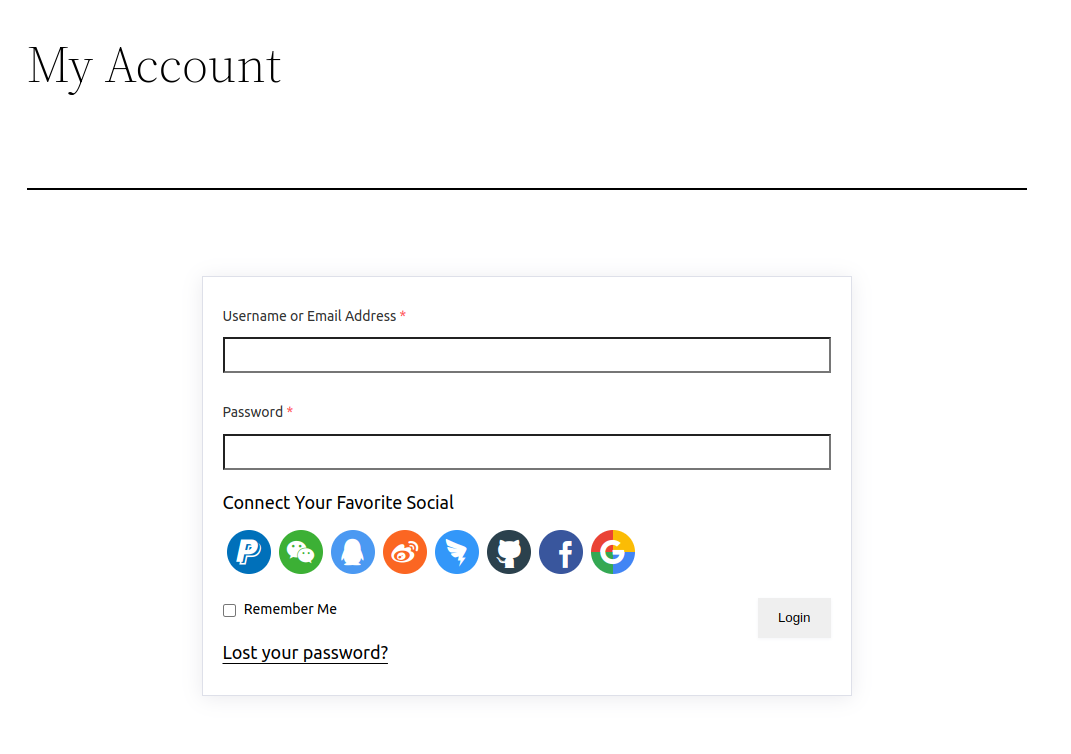 My Account
Username or Email Address *
Password *
Connect Your Favorite Social
Remember Me
Login
Lost your password?